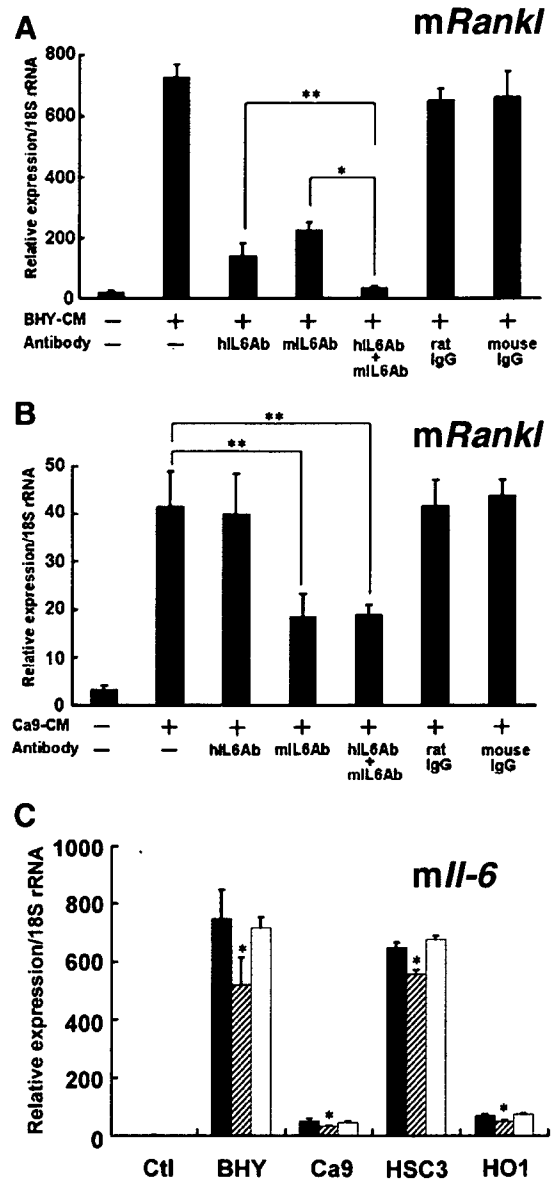 A
mRankl
Relative expression/18S rRNA
800
600
400
200
0
**
*
BHY-CM − + + + + + +
Antibody − − hIL6Ab mIL6Ab hIL6Ab + mIL6Ab rat IgG mouse IgG
B
mRankl
Relative expression/18S rRNA
50
40
30
20
10
0
**
**
Ca9-CM − + + + + + +
Antibody − − hIL6Ab mIL6Ab hIL6Ab + mIL6Ab rat IgG mouse IgG
C
mIl-6
Relative expression/18S rRNA
1000
800
600
400
200
0
* * * *
Ctl BHY Ca9 HSC3 HO1